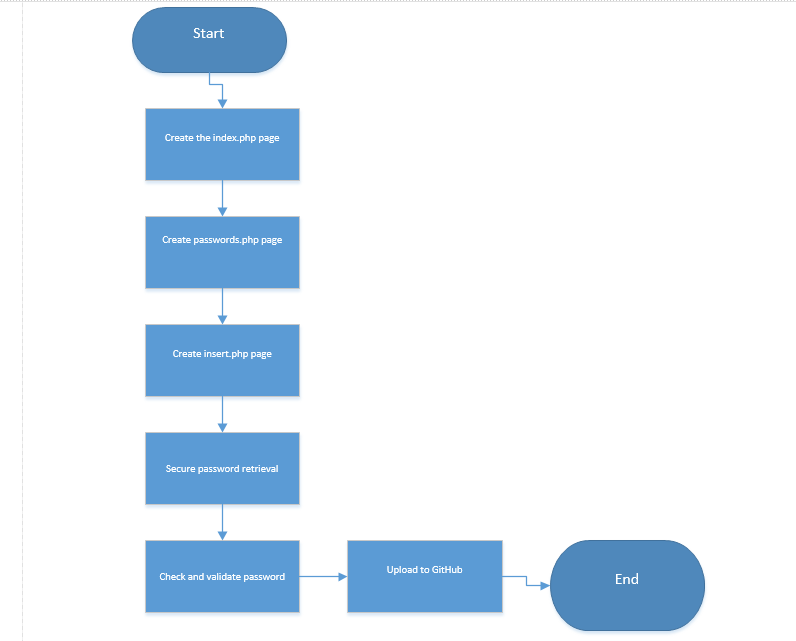 Start
Create the index.php page
Create passwords.php page
Create insert.php page
Secure password retrieval
Check and validate password
Upload to GitHub
End